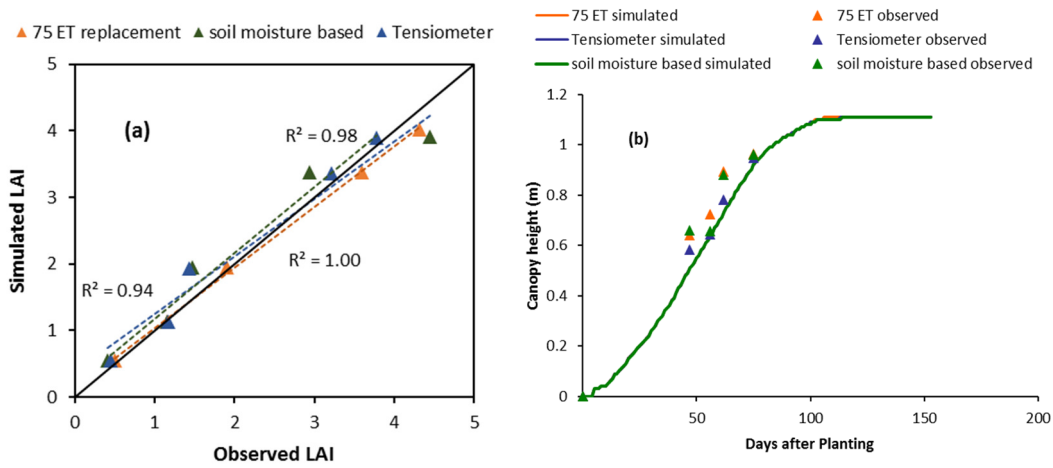 75 ET replacement soil moisture based Tensiometer
5
4
3
2
1
0
0 1 2 3 4 5
Simulated LAI
Observed LAI
(a)
R² = 0.98
R² = 1.00
R² = 0.94
75 ET simulated 75 ET observed
Tensiometer simulated Tensiometer observed
soil moisture based simulated soil moisture based observed
1.2
1
0.8
0.6
0.4
0.2
0
50 100 150 200
Canopy height (m)
Days after Planting
(b)